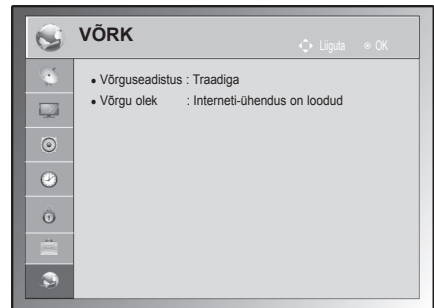 VÕRK
Liiguta OK
• Võrguseadistus : Traadiga
• Võrgu olek : Interneti-ühendus on loodud